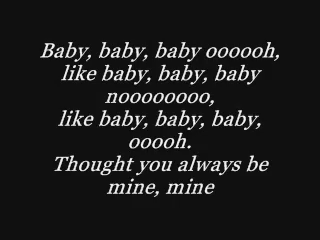 Baby, baby, baby oooooh,
like baby, baby, baby
noooooooo,
like baby, baby, baby,
ooooh.
Thought you always be
mine, mine